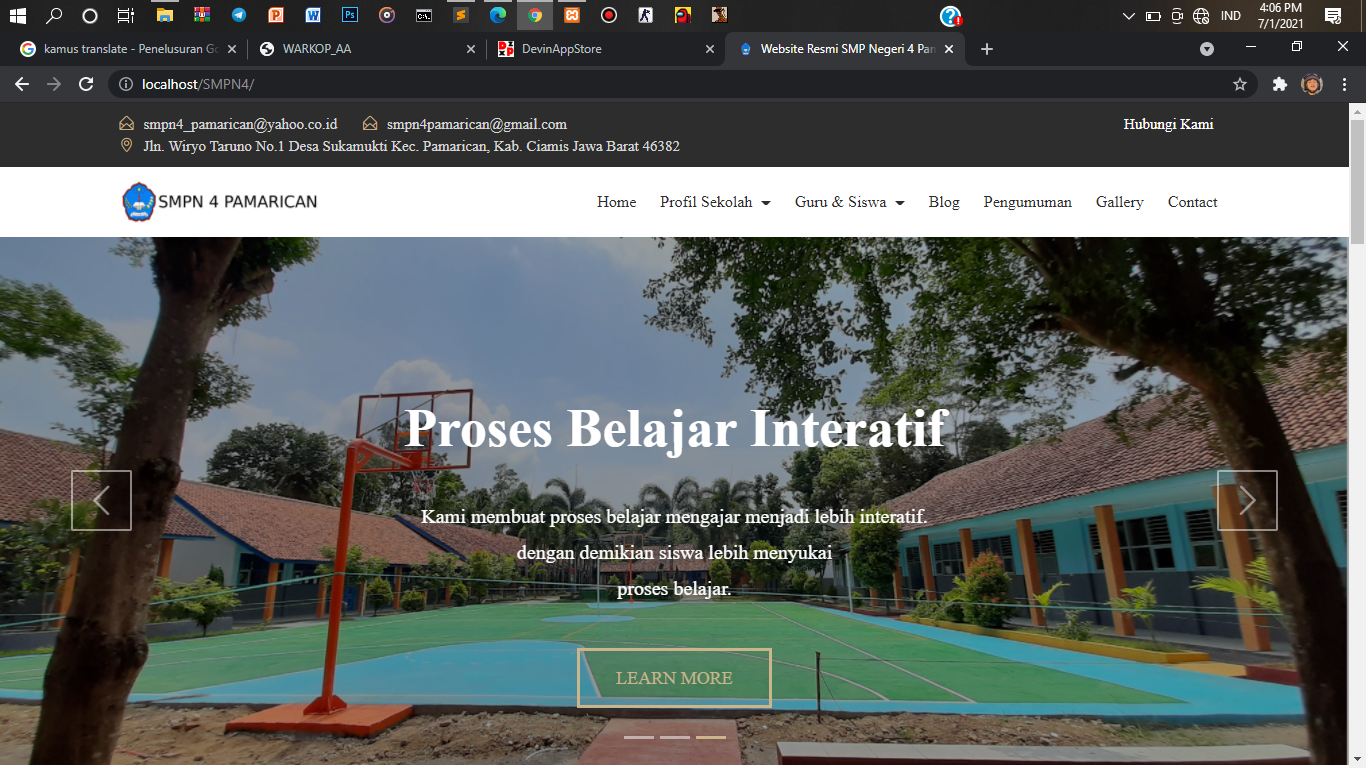 4:06 PM
IND
7/1/2021
kamus translate - Penelusuran Go
WARKOP_AA
DevinAppStore
Website Resmi SMP Negeri 4 Pam
localhost/SMPN4/
smpn4_pamarican@yahoo.co.id smpn4pamarican@gmail.com Hubungi Kami
Jln. Wiryo Taruno No.1 Desa Sukamukti Kec. Pamarican, Kab. Ciamis Jawa Barat 46382
SMPN 4 PAMARICAN Home Profil Sekolah Guru & Siswa Blog Pengumuman Gallery Contact
Proses Belajar Interatif
Kami membuat proses belajar mengajar menjadi lebih interatif.
dengan demikian siswa lebih menyukai
proses belajar.
LEARN MORE